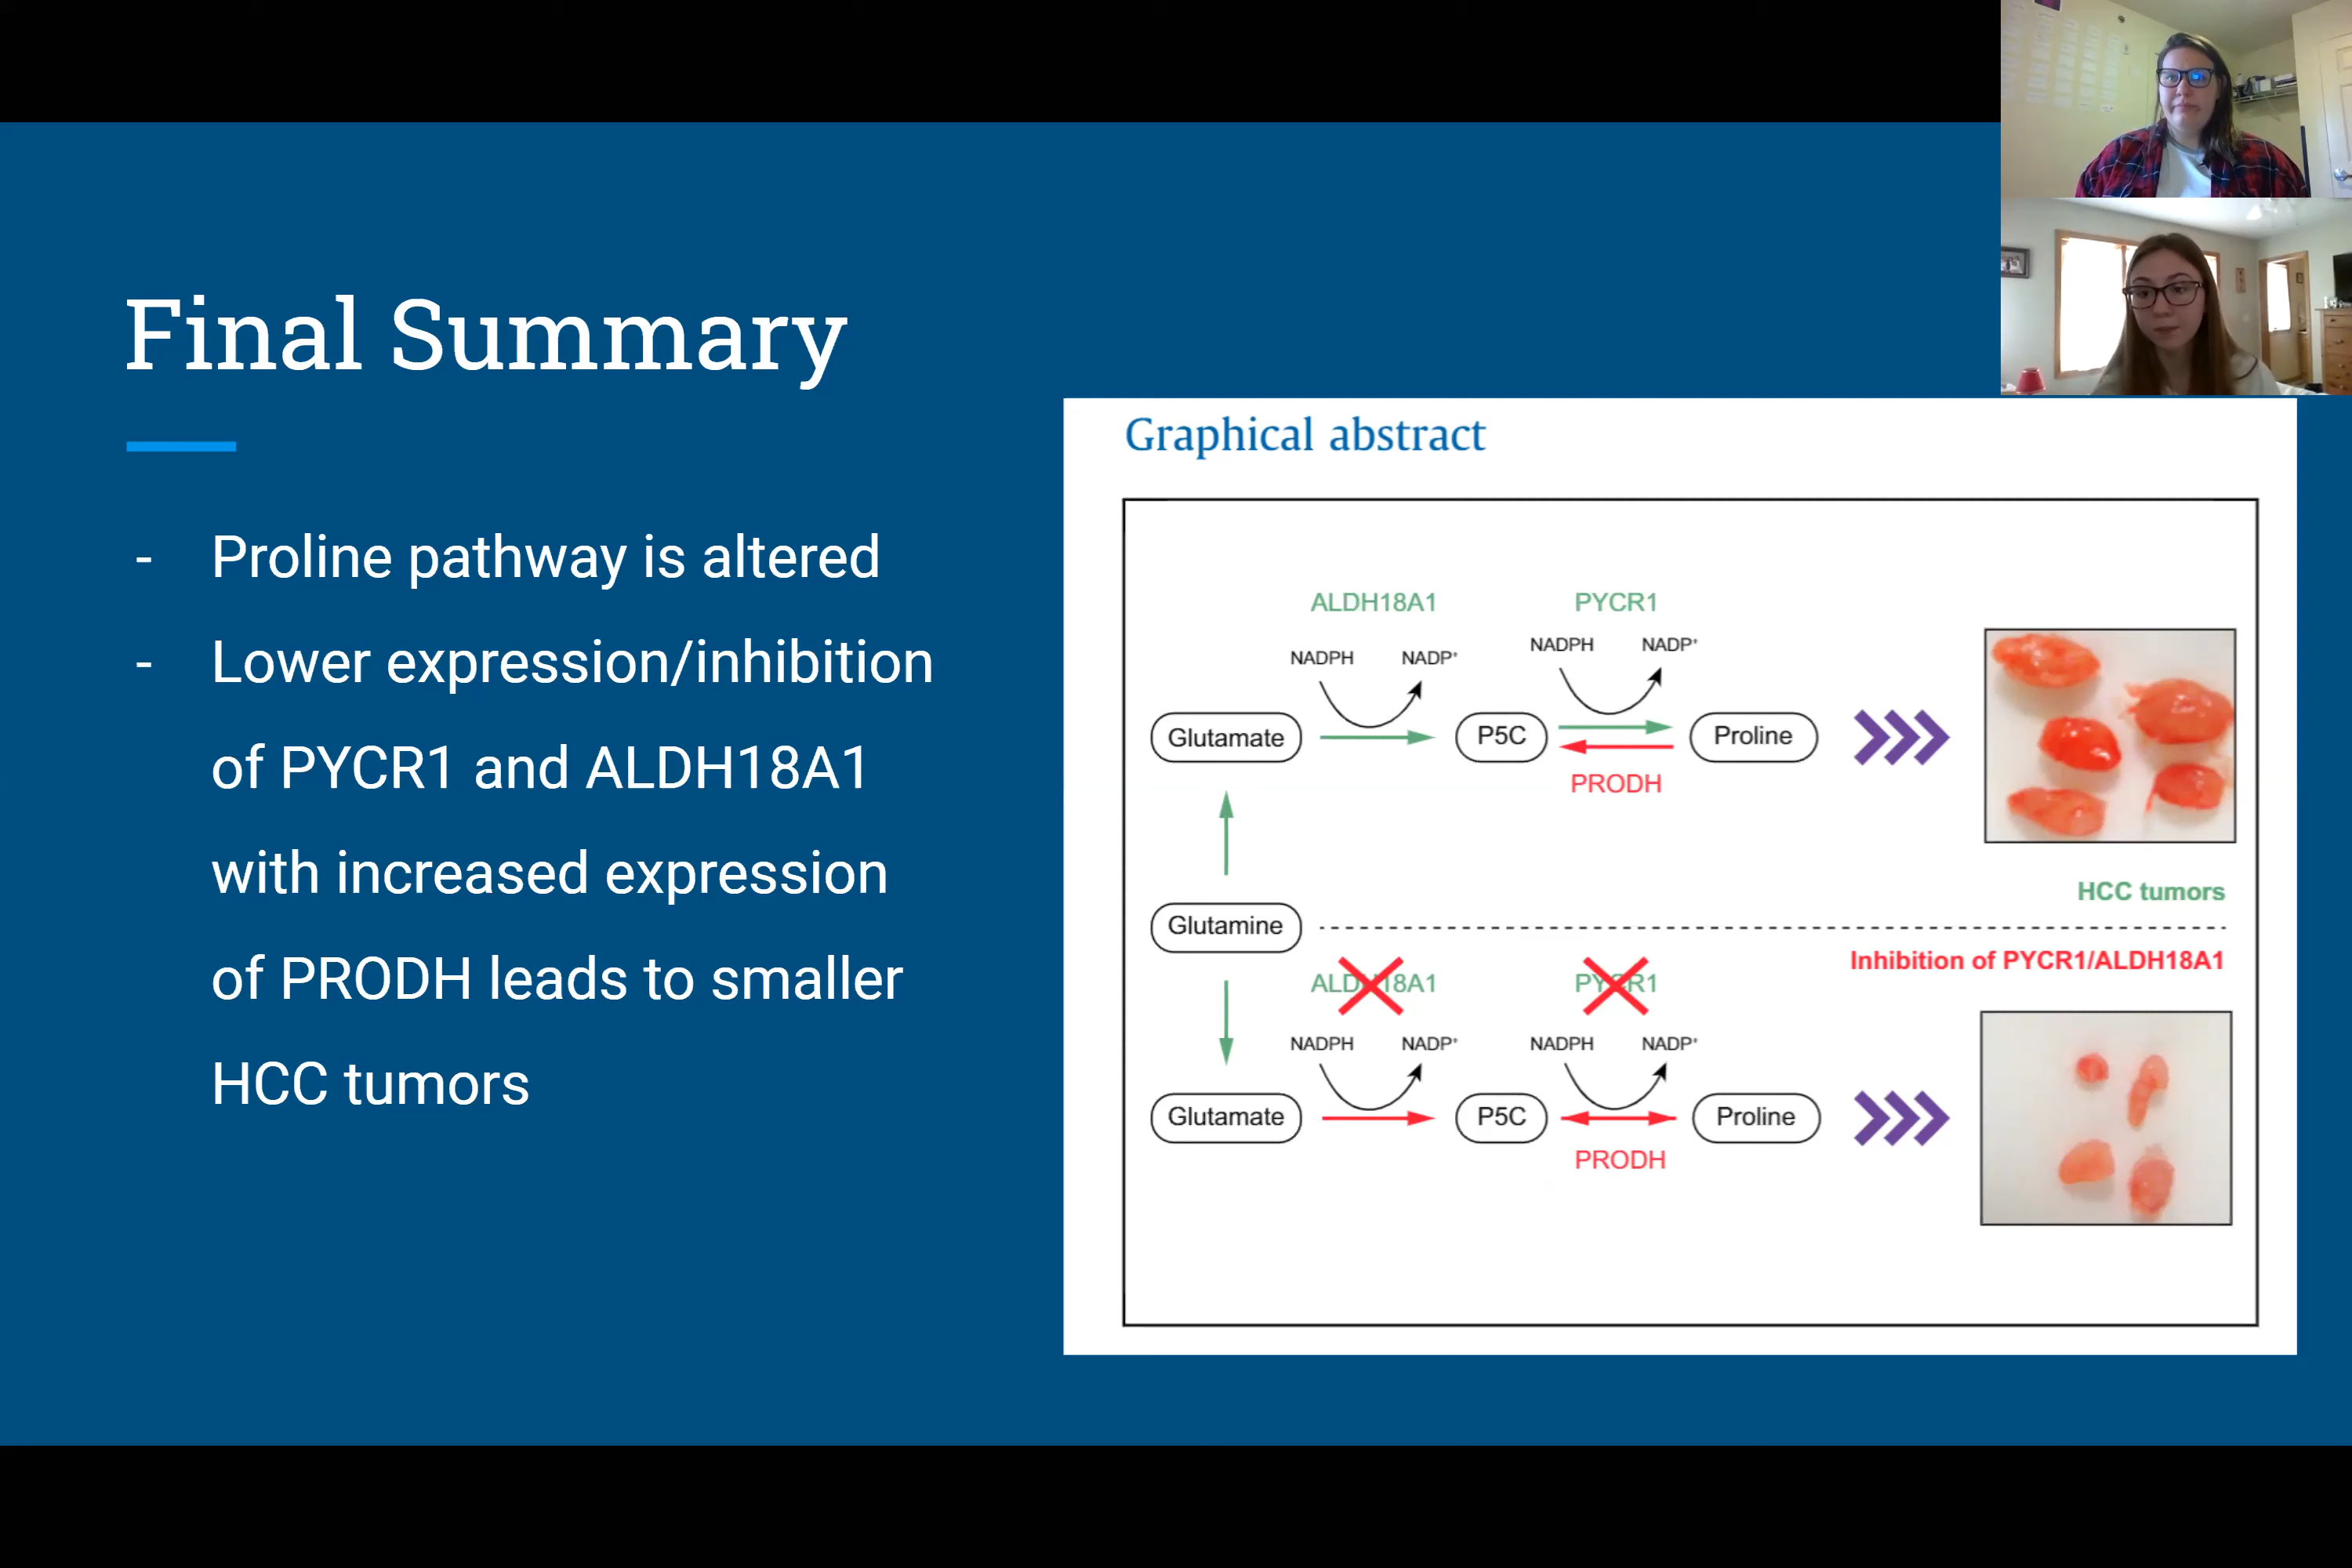 Final Summary
- Proline pathway is altered
- Lower expression/inhibition
of PYCR1 and ALDH18A1
with increased expression
of PRODH leads to smaller
HCC tumors
Graphical abstract
ALDH18A1 PYCR1
NADPH NADP⁺ NADPH NADP⁺
Glutamate P5C Proline
PRODH
HCC tumors
Glutamine
Inhibition of PYCR1/ALDH18A1
ALDH18A1 PYCR1
NADPH NADP⁺ NADPH NADP⁺
Glutamate P5C Proline
PRODH